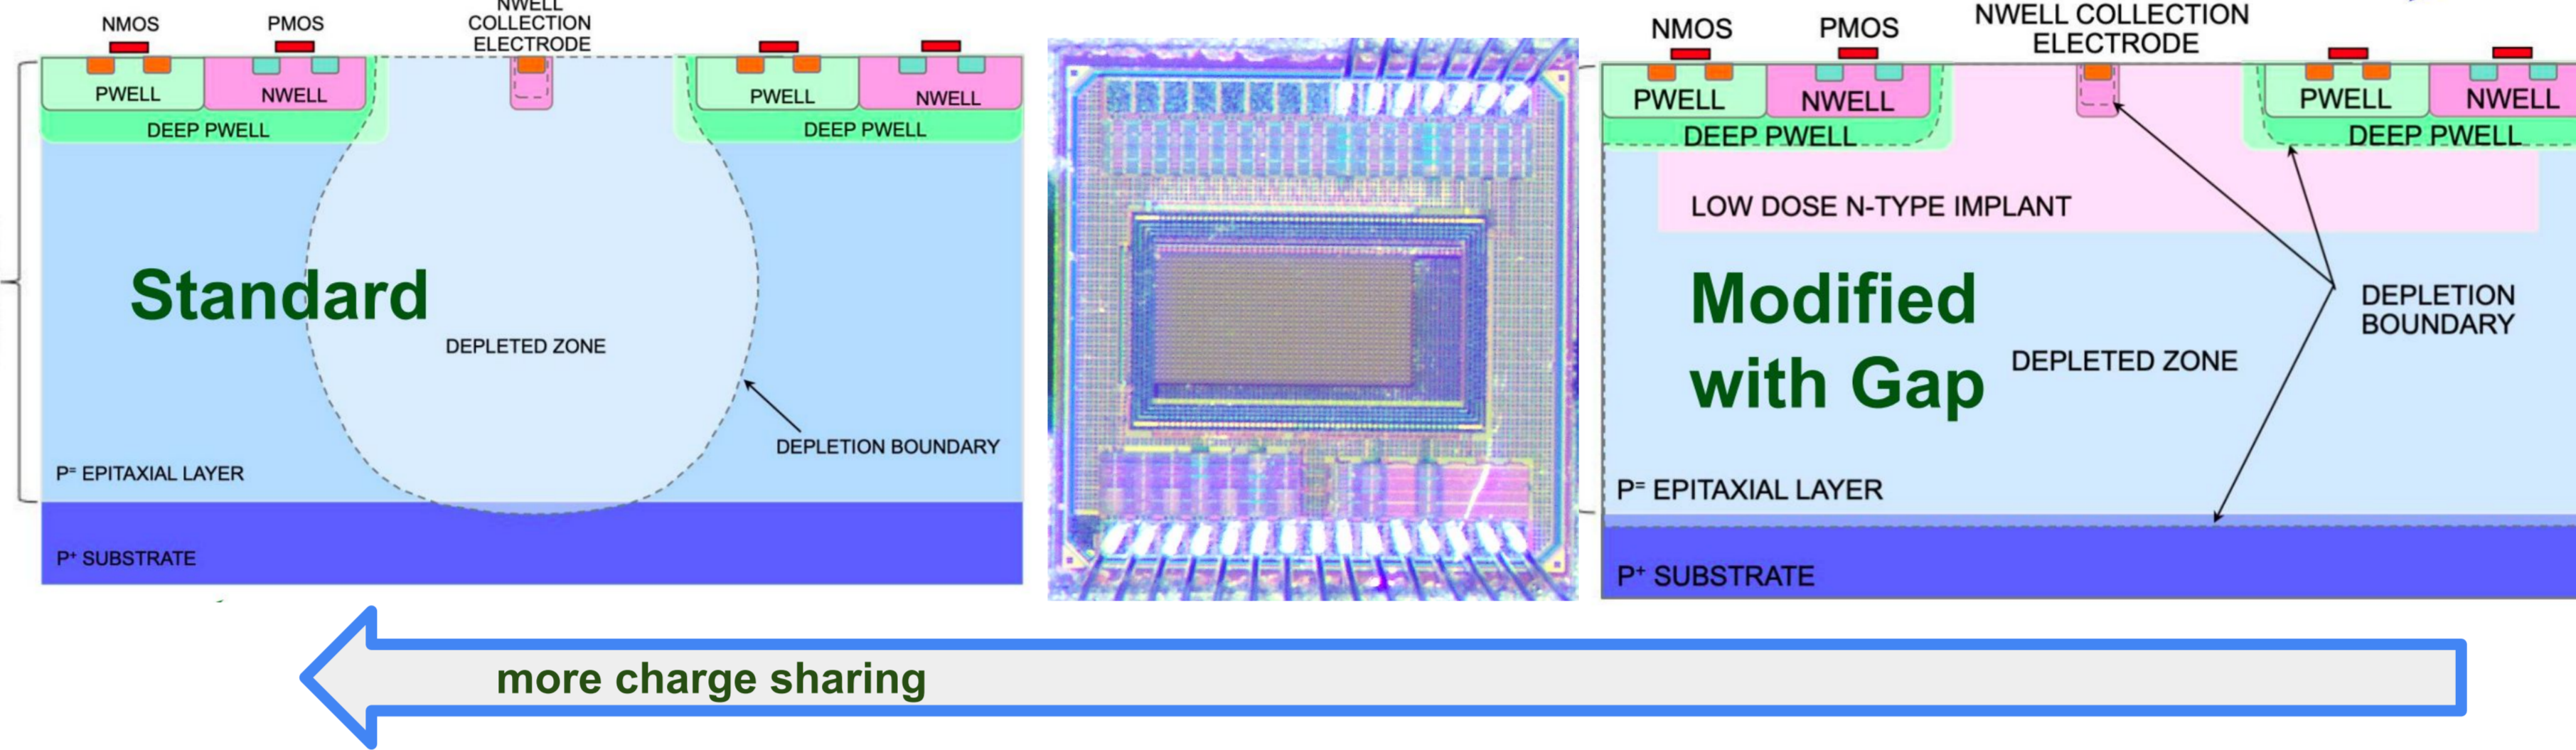 NWELL
COLLECTION
ELECTRODE
NMOS
PMOS
PWELL
NWELL
DEEP PWELL
PWELL
NWELL
DEEP PWELL
Standard
DEPLETED ZONE
DEPLETION BOUNDARY
P= EPITAXIAL LAYER
P+ SUBSTRATE
NWELL COLLECTION
ELECTRODE
NMOS
PMOS
PWELL
NWELL
DEEP PWELL
PWELL
NWELL
DEEP PWELL
LOW DOSE N-TYPE IMPLANT
Modified
with Gap
DEPLETED ZONE
DEPLETION
BOUNDARY
P= EPITAXIAL LAYER
P+ SUBSTRATE
more charge sharing